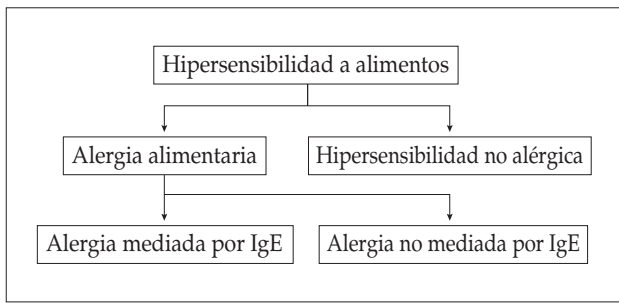 Hipersensibilidad a alimentos
Alergia alimentaria
Hipersensibilidad no alérgica
Alergia mediada por IgE
Alergia no mediada por IgE